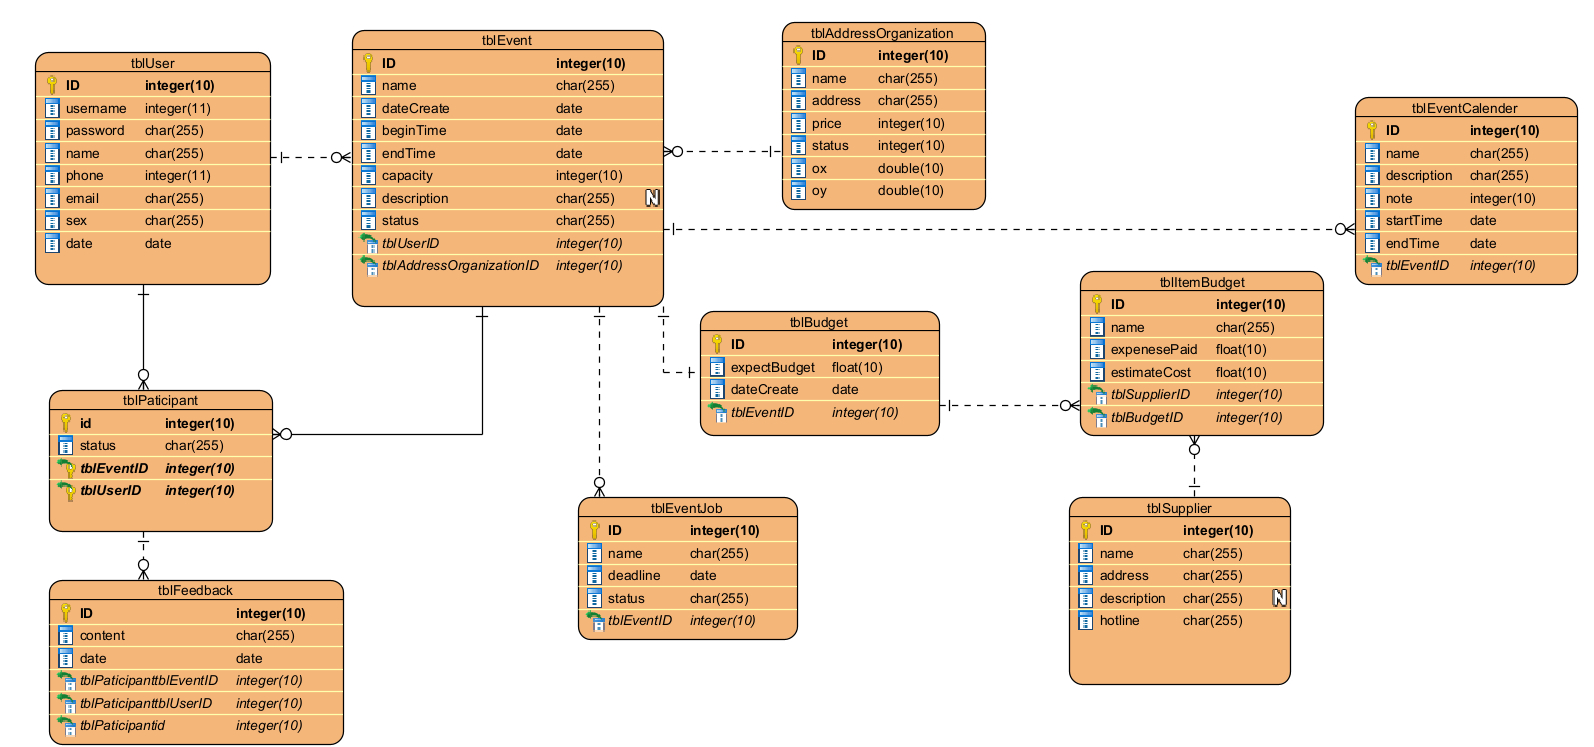 tblUser
ID integer(10)
username integer(11)
password char(255)
name char(255)
phone integer(11)
email char(255)
sex char(255)
date date
tblEvent
ID integer(10)
name char(255)
dateCreate date
beginTime date
endTime date
capacity integer(10)
description char(255) N
status char(255)
tblUserID integer(10)
tblAddressOrganizationID integer(10)
tblAddressOrganization
ID integer(10)
name char(255)
address char(255)
price integer(10)
status integer(10)
ox double(10)
oy double(10)
tblEventCalender
ID integer(10)
name char(255)
description char(255)
note integer(10)
startTime date
endTime date
tblEventID integer(10)
tblBudget
ID integer(10)
expectBudget float(10)
dateCreate date
tblEventID integer(10)
tblItemBudget
ID integer(10)
name char(255)
expenesePaid float(10)
estimateCost float(10)
tblSupplierID integer(10)
tblBudgetID integer(10)
tblPaticipant
id integer(10)
status char(255)
tblEventID integer(10)
tblUserID integer(10)
tblEventJob
ID integer(10)
name char(255)
deadline date
status char(255)
tblEventID integer(10)
tblSupplier
ID integer(10)
name char(255)
address char(255)
description char(255) N
hotline char(255)
tblFeedback
ID integer(10)
content char(255)
date date
tblPaticipanttblEventID integer(10)
tblPaticipanttblUserID integer(10)
tblPaticipantid integer(10)